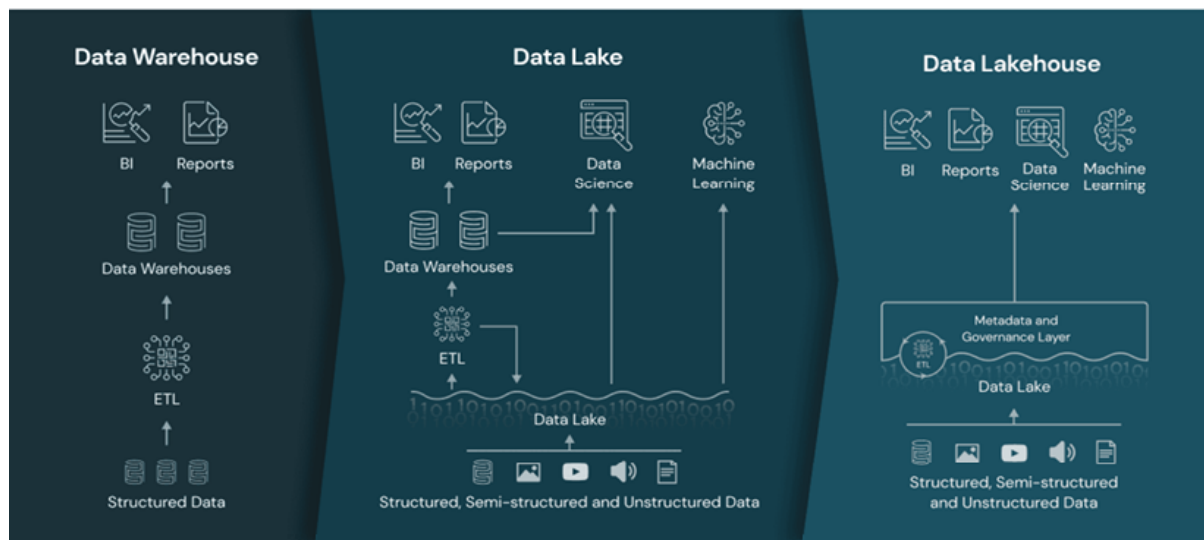 Data Warehouse
BI
Reports
Data Warehouses
ETL
Structured Data
Data Lake
BI
Reports
Data
Science
Machine
Learning
Data Warehouses
ETL
Data Lake
Structured, Semi-structured and Unstructured Data
Data Lakehouse
BI
Reports
Data
Science
Machine
Learning
Metadata and
Governance Layer
ETL
Data Lake
Structured, Semi-structured
and Unstructured Data